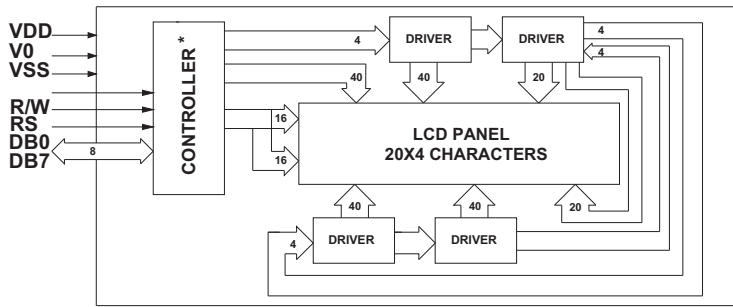 VDD
V0
VSS
R/W
RS
DB0
DB7
8
CONTROLLER*
4
DRIVER
DRIVER
4
4
40
40
20
16
16
LCD PANEL
20X4 CHARACTERS
40
40
20
4
DRIVER
DRIVER